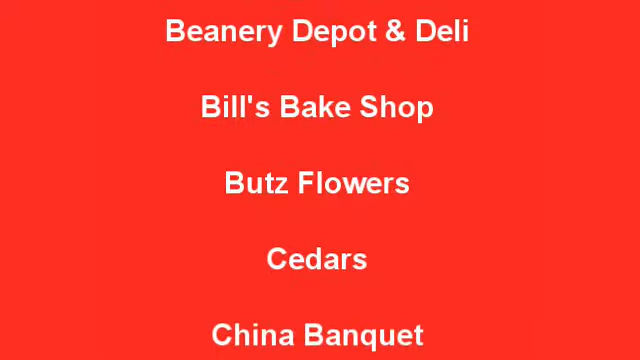 Beanery Depot & Deli
Bill's Bake Shop
Butz Flowers
Cedars
China Banquet